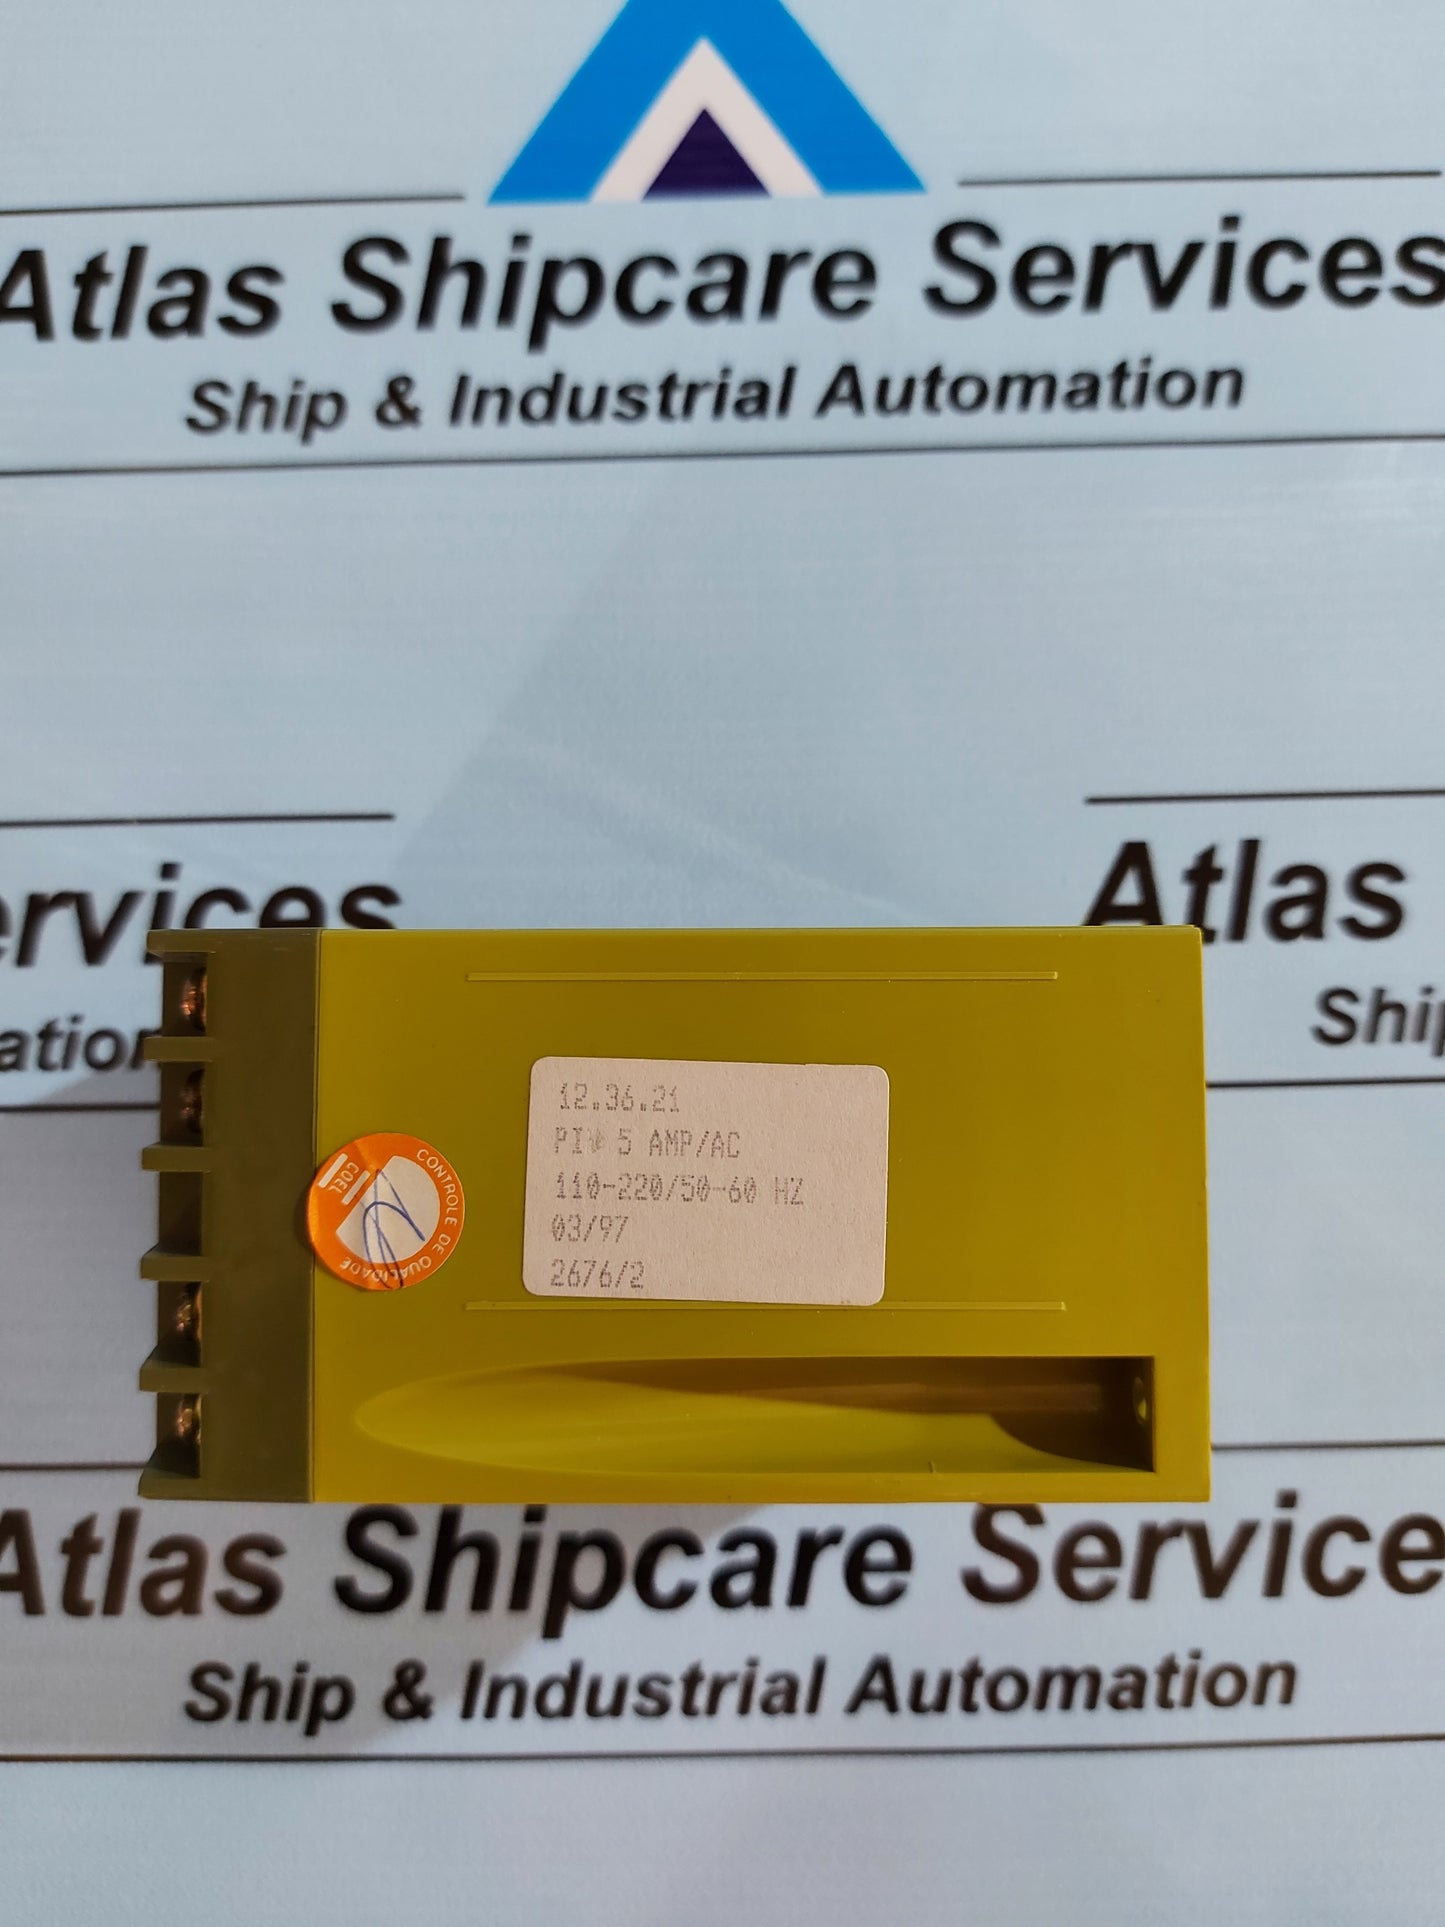 Atlas Shipcare Services
Ship & Industrial Automation
ervices
Atlas
ation
Ship
12.36.21
5 AMP/AC
110-220/50-60 HZ
03/97
2676/2
COEL
CONTROLE DE QUALIDADE
Atlas Shipcare Service
Ship & Industrial Automation